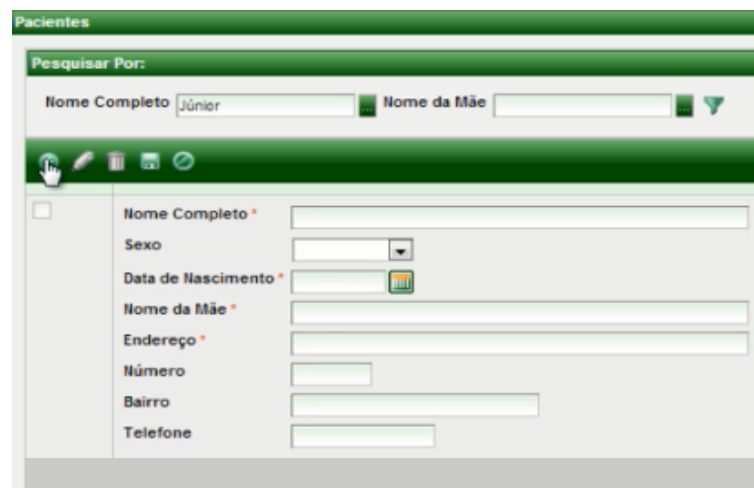 Pacientes
Pesquisar Por:
Nome Completo Júnior ... Nome da Mãe ...
Nome Completo *
Sexo
Data de Nascimento *
Nome da Mãe *
Endereço *
Número
Bairro
Telefone